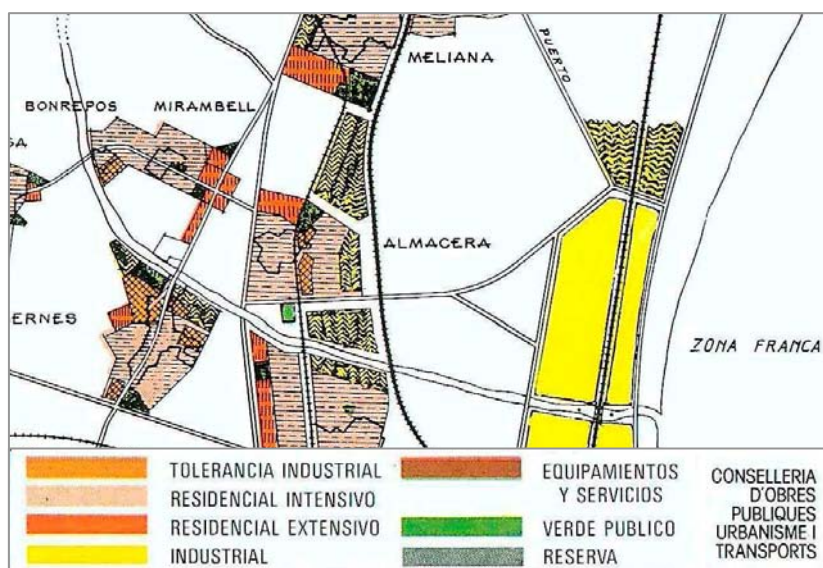 MELIANA
PUERTO
BONREPOS MIRAMBELL
SA
ALMACERA
ERNES
ZONA FRANCA
TOLERANCIA INDUSTRIAL
RESIDENCIAL INTENSIVO
RESIDENCIAL EXTENSIVO
INDUSTRIAL
EQUIPAMIENTOS
Y SERVICIOS
VERDE PUBLICO
RESERVA
CONSELLERIA
D'OBRES
PUBLIQUES
URBANISME I
TRANSPORTS